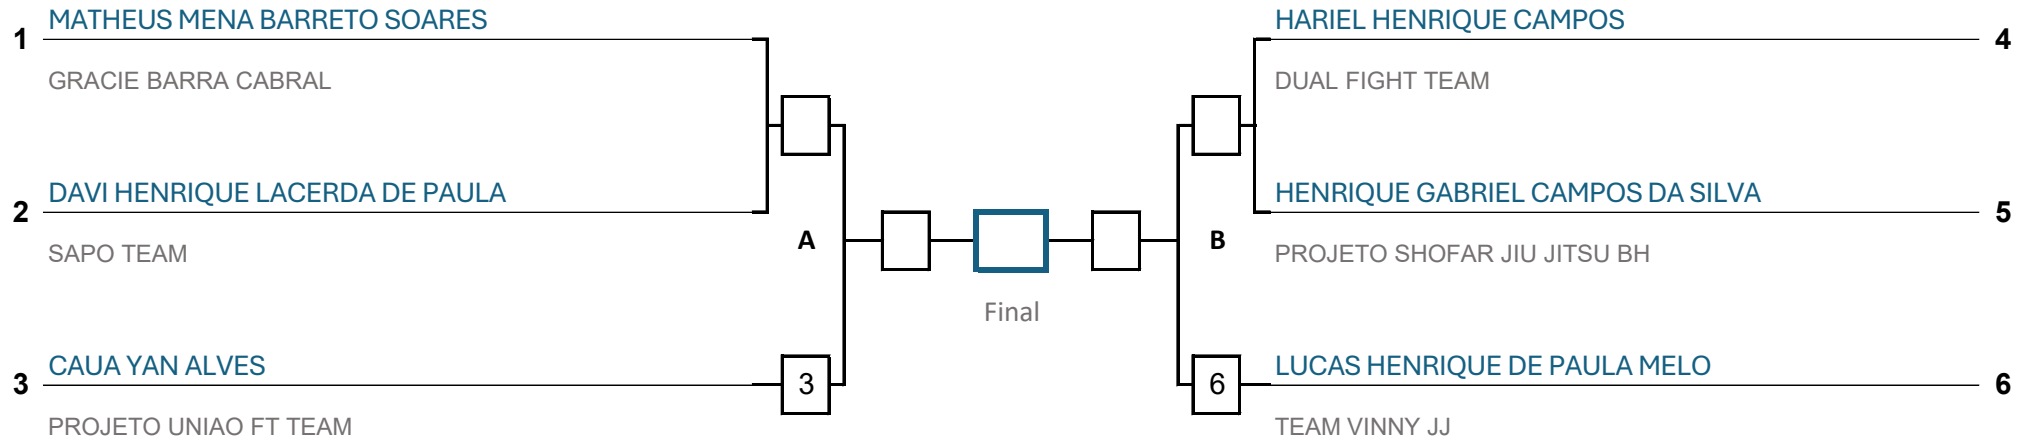 MATHEUS MENA BARRETO SOARES
1
GRACIE BARRA CABRAL
DAVI HENRIQUE LACERDA DE PAULA
2
SAPO TEAM
CAUA YAN ALVES
3
3
PROJETO UNIAO FT TEAM
A
Final
B
HARIEL HENRIQUE CAMPOS
4
DUAL FIGHT TEAM
HENRIQUE GABRIEL CAMPOS DA SILVA
5
PROJETO SHOFAR JIU JITSU BH
6
LUCAS HENRIQUE DE PAULA MELO
6
TEAM VINNY JJ